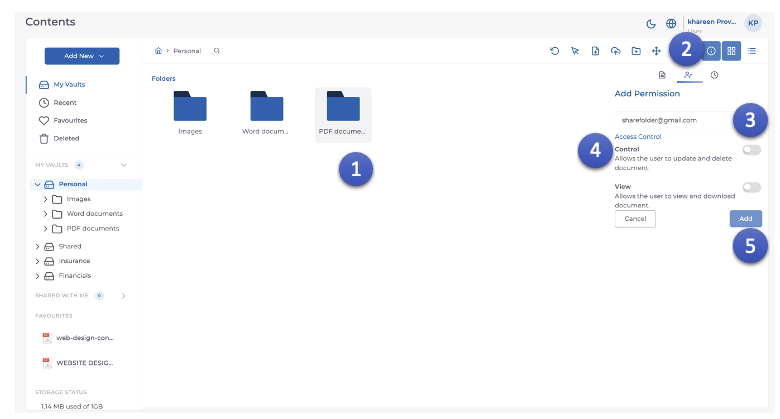 Contents
khareen Prov...
User
KP
Add New
Personal
2
My Vaults
Recent
Favourites
Deleted
Folders
Images
Word docum...
PDF docume...
1
Add Permission
sharefolder@gmail.com
3
Access Control
4
Control
Allows the user to update and delete
document.
View
Allows the user to view and download
document.
Cancel
Add
5
MY VAULTS 4
Personal
Images
Word documents
PDF documents
Shared
Insurance
Financials
SHARED WITH ME 0
FAVOURITES
web-design-con...
WEBSITE DESIG...
STORAGE STATUS
1.14 MB used of 1GB